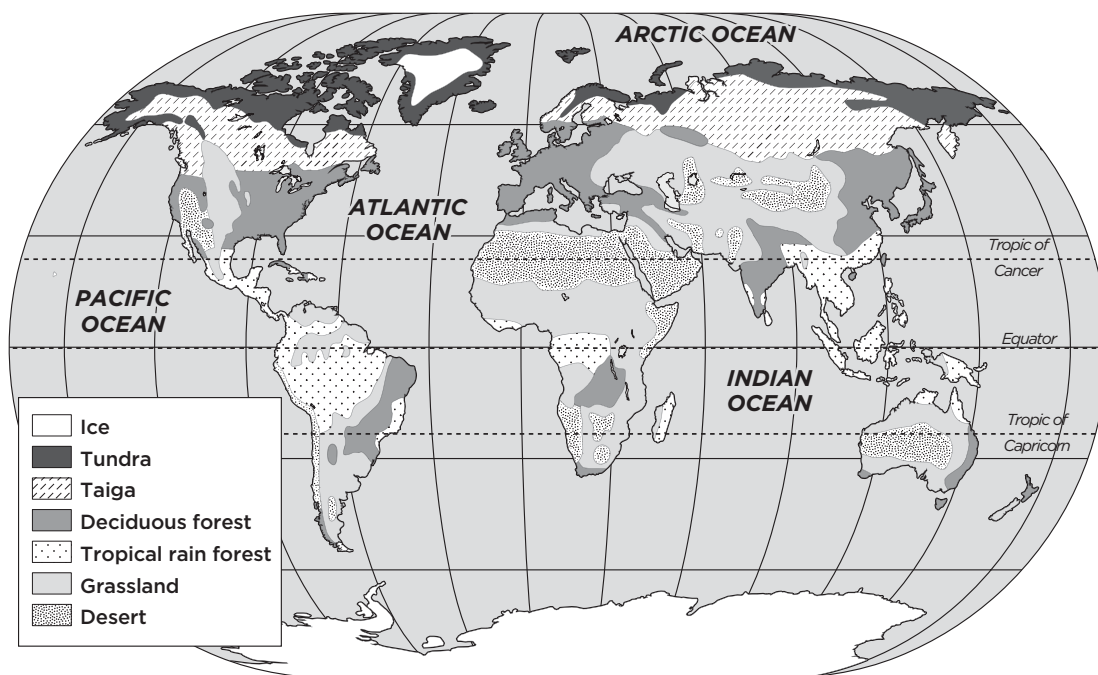 ARCTIC OCEAN
ATLANTIC
OCEAN
PACIFIC
OCEAN
Tropic of
Cancer
Equator
INDIAN
OCEAN
Tropic of
Capricorn
Ice
Tundra
Taiga
Deciduous forest
Tropical rain forest
Grassland
Desert